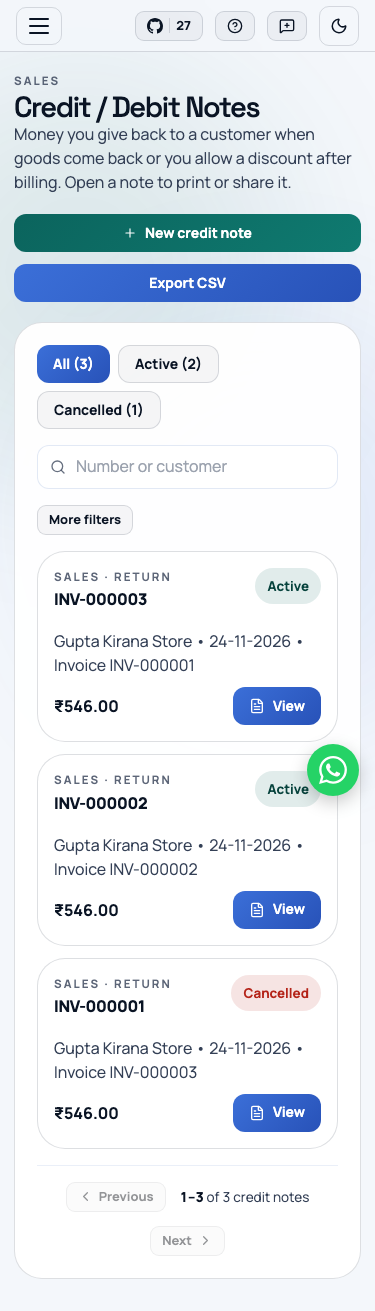 27
SALES
Credit / Debit Notes
Money you give back to a customer when
goods come back or you allow a discount after
billing. Open a note to print or share it.
+ New credit note
Export CSV
All (3)
Active (2)
Cancelled (1)
Number or customer
More filters
SALES · RETURN
Active
INV-000003
Gupta Kirana Store • 24-11-2026 •
Invoice INV-000001
₹546.00
View
SALES · RETURN
Active
INV-000002
Gupta Kirana Store • 24-11-2026 •
Invoice INV-000002
₹546.00
View
SALES · RETURN
Cancelled
INV-000001
Gupta Kirana Store • 24-11-2026 •
Invoice INV-000003
₹546.00
View
Previous
1–3 of 3 credit notes
Next